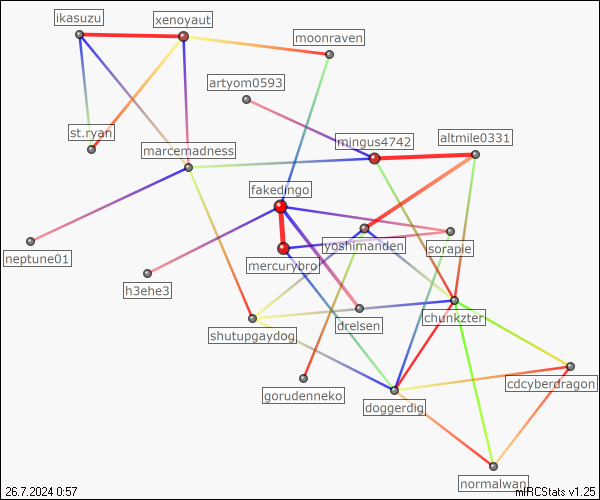 ikasuzu
xenoyaut
moonraven
artyom0593
st.ryan
mingus4742
altmile0331
marcemadness
fakedingo
yoshimanden
sorapie
neptune01
mercurybro
h3ehe3
drelsen
chunkzter
shutupgaydog
cdcyberdragon
gorudenneko
doggerdig
normalwan
26.7.2024 0:57
mIRCStats v1.25